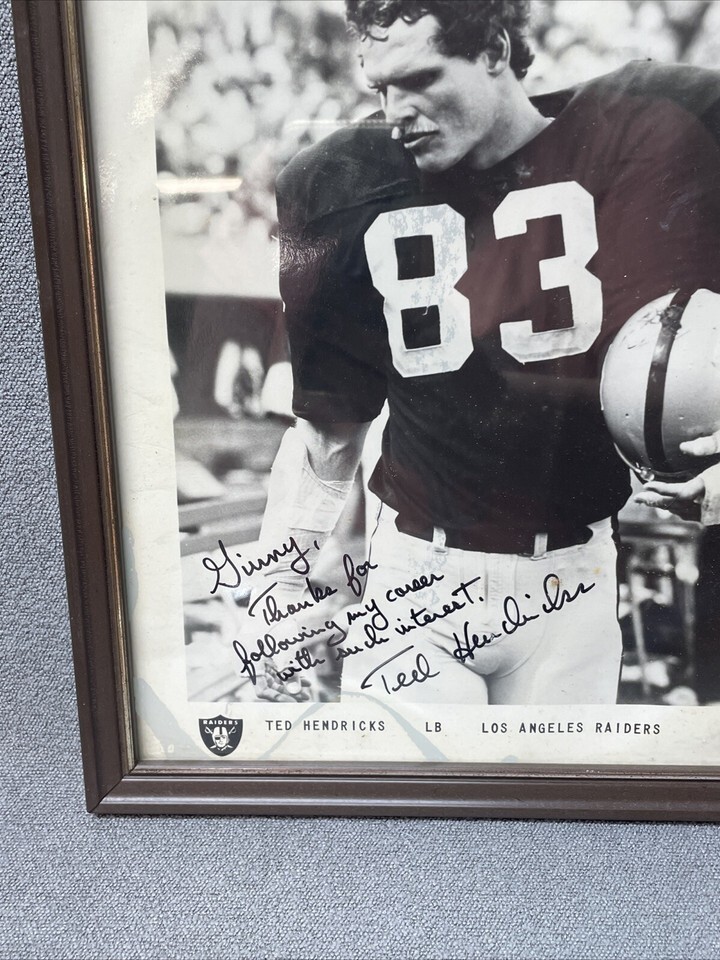 83
Ginny,
Thanks for
following my career
with such interest.
Ted Hendricks
RAIDERS
TED HENDRICKS LB LOS ANGELES RAIDERS